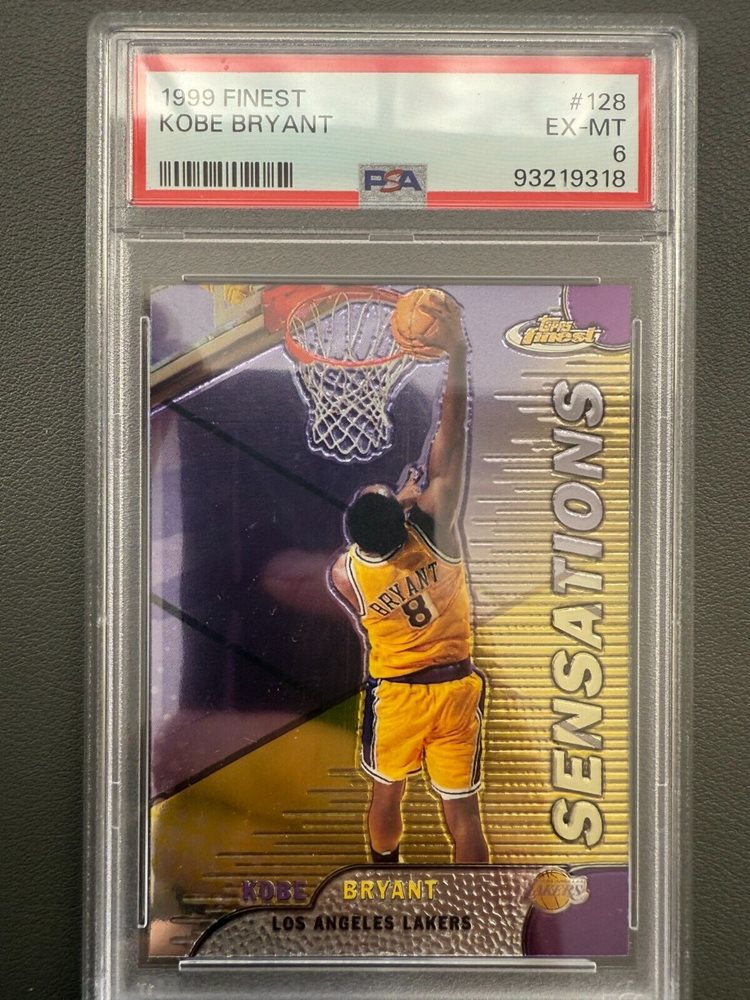 1999 FINEST #128
KOBE BRYANT EX-MT
6
PSA 93219318
TOPPS
finest
SENSATIONS
BRYANT
8
KOBE BRYANT
LOS ANGELES LAKERS
LAKERS